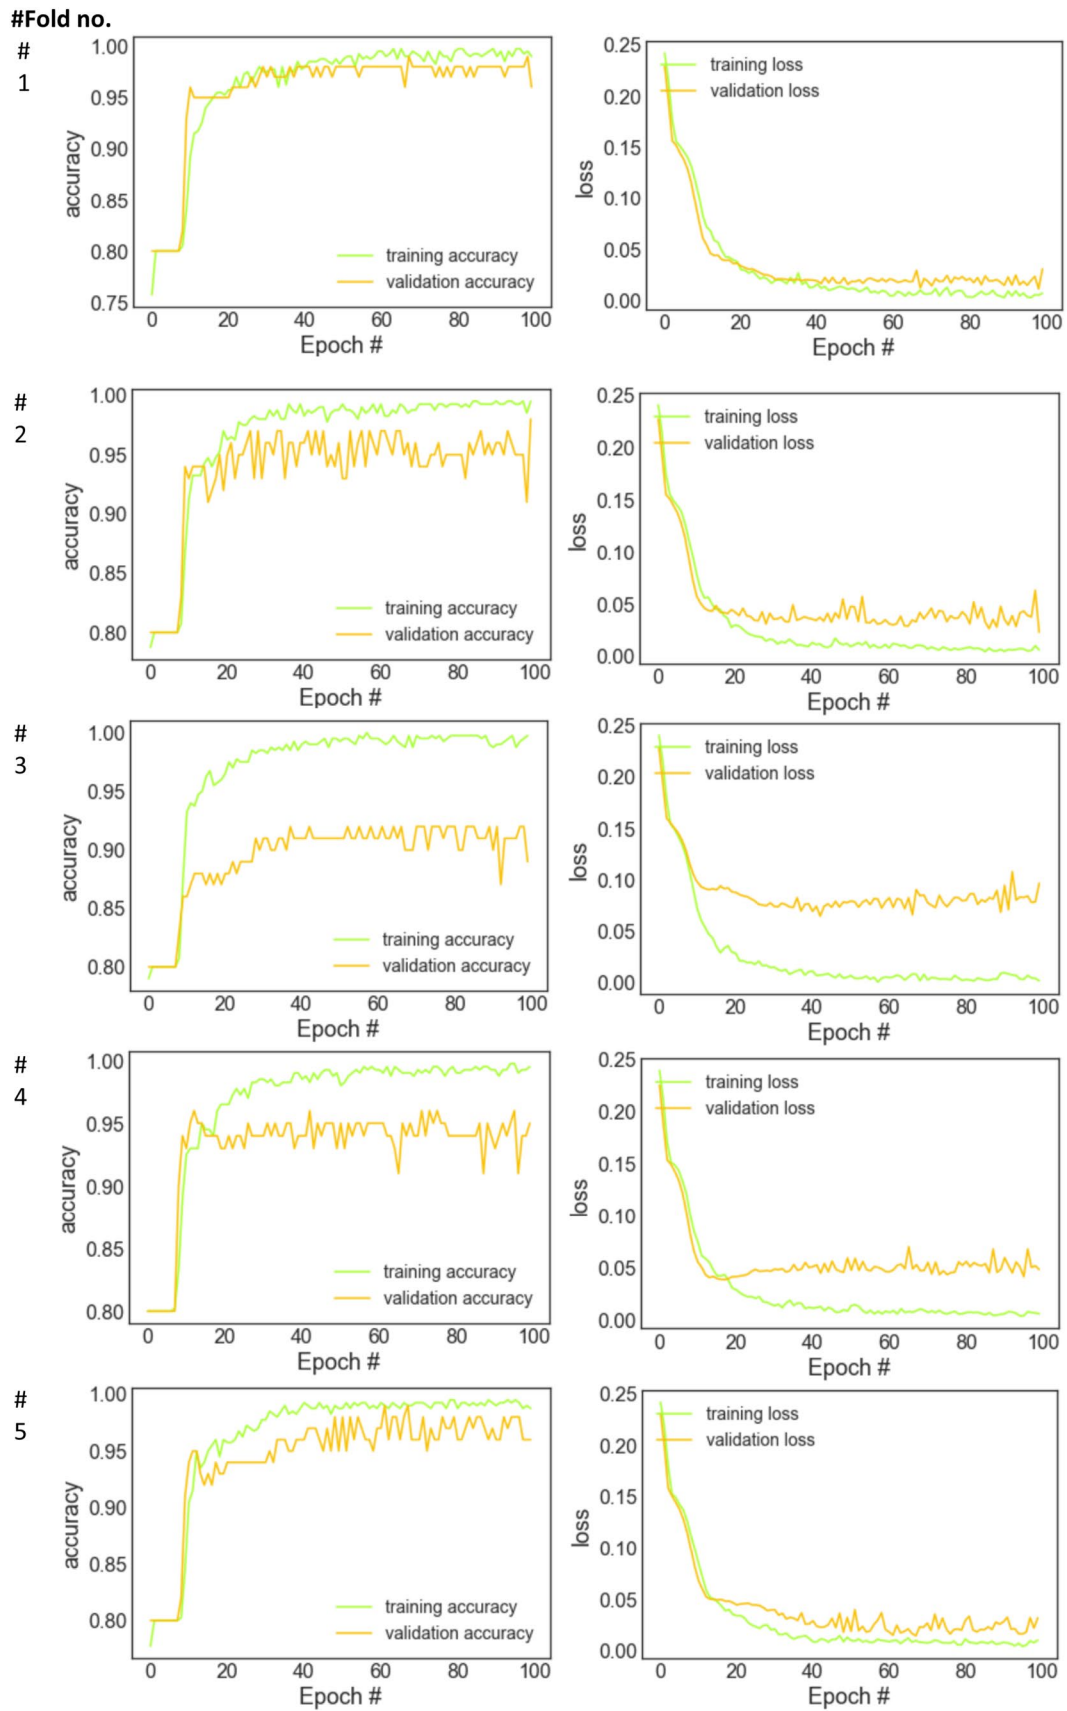 #Fold no.
#
1
1.00
0.95
0.90
0.85
0.80
0.75
accuracy
training accuracy
validation accuracy
0 20 40 60 80 100
Epoch #
0.25
0.20
0.15
0.10
0.05
0.00
loss
training loss
validation loss
0 20 40 60 80 100
Epoch #
#
2
1.00
0.95
0.90
0.85
0.80
accuracy
training accuracy
validation accuracy
0 20 40 60 80 100
Epoch #
0.25
0.20
0.15
0.10
0.05
0.00
loss
training loss
validation loss
0 20 40 60 80 100
Epoch #
#
3
1.00
0.95
0.90
0.85
0.80
accuracy
training accuracy
validation accuracy
0 20 40 60 80 100
Epoch #
0.25
0.20
0.15
0.10
0.05
0.00
loss
training loss
validation loss
0 20 40 60 80 100
Epoch #
#
4
1.00
0.95
0.90
0.85
0.80
accuracy
training accuracy
validation accuracy
0 20 40 60 80 100
Epoch #
0.25
0.20
0.15
0.10
0.05
0.00
loss
training loss
validation loss
0 20 40 60 80 100
Epoch #
#
5
1.00
0.95
0.90
0.85
0.80
accuracy
training accuracy
validation accuracy
0 20 40 60 80 100
Epoch #
0.25
0.20
0.15
0.10
0.05
0.00
loss
training loss
validation loss
0 20 40 60 80 100
Epoch #